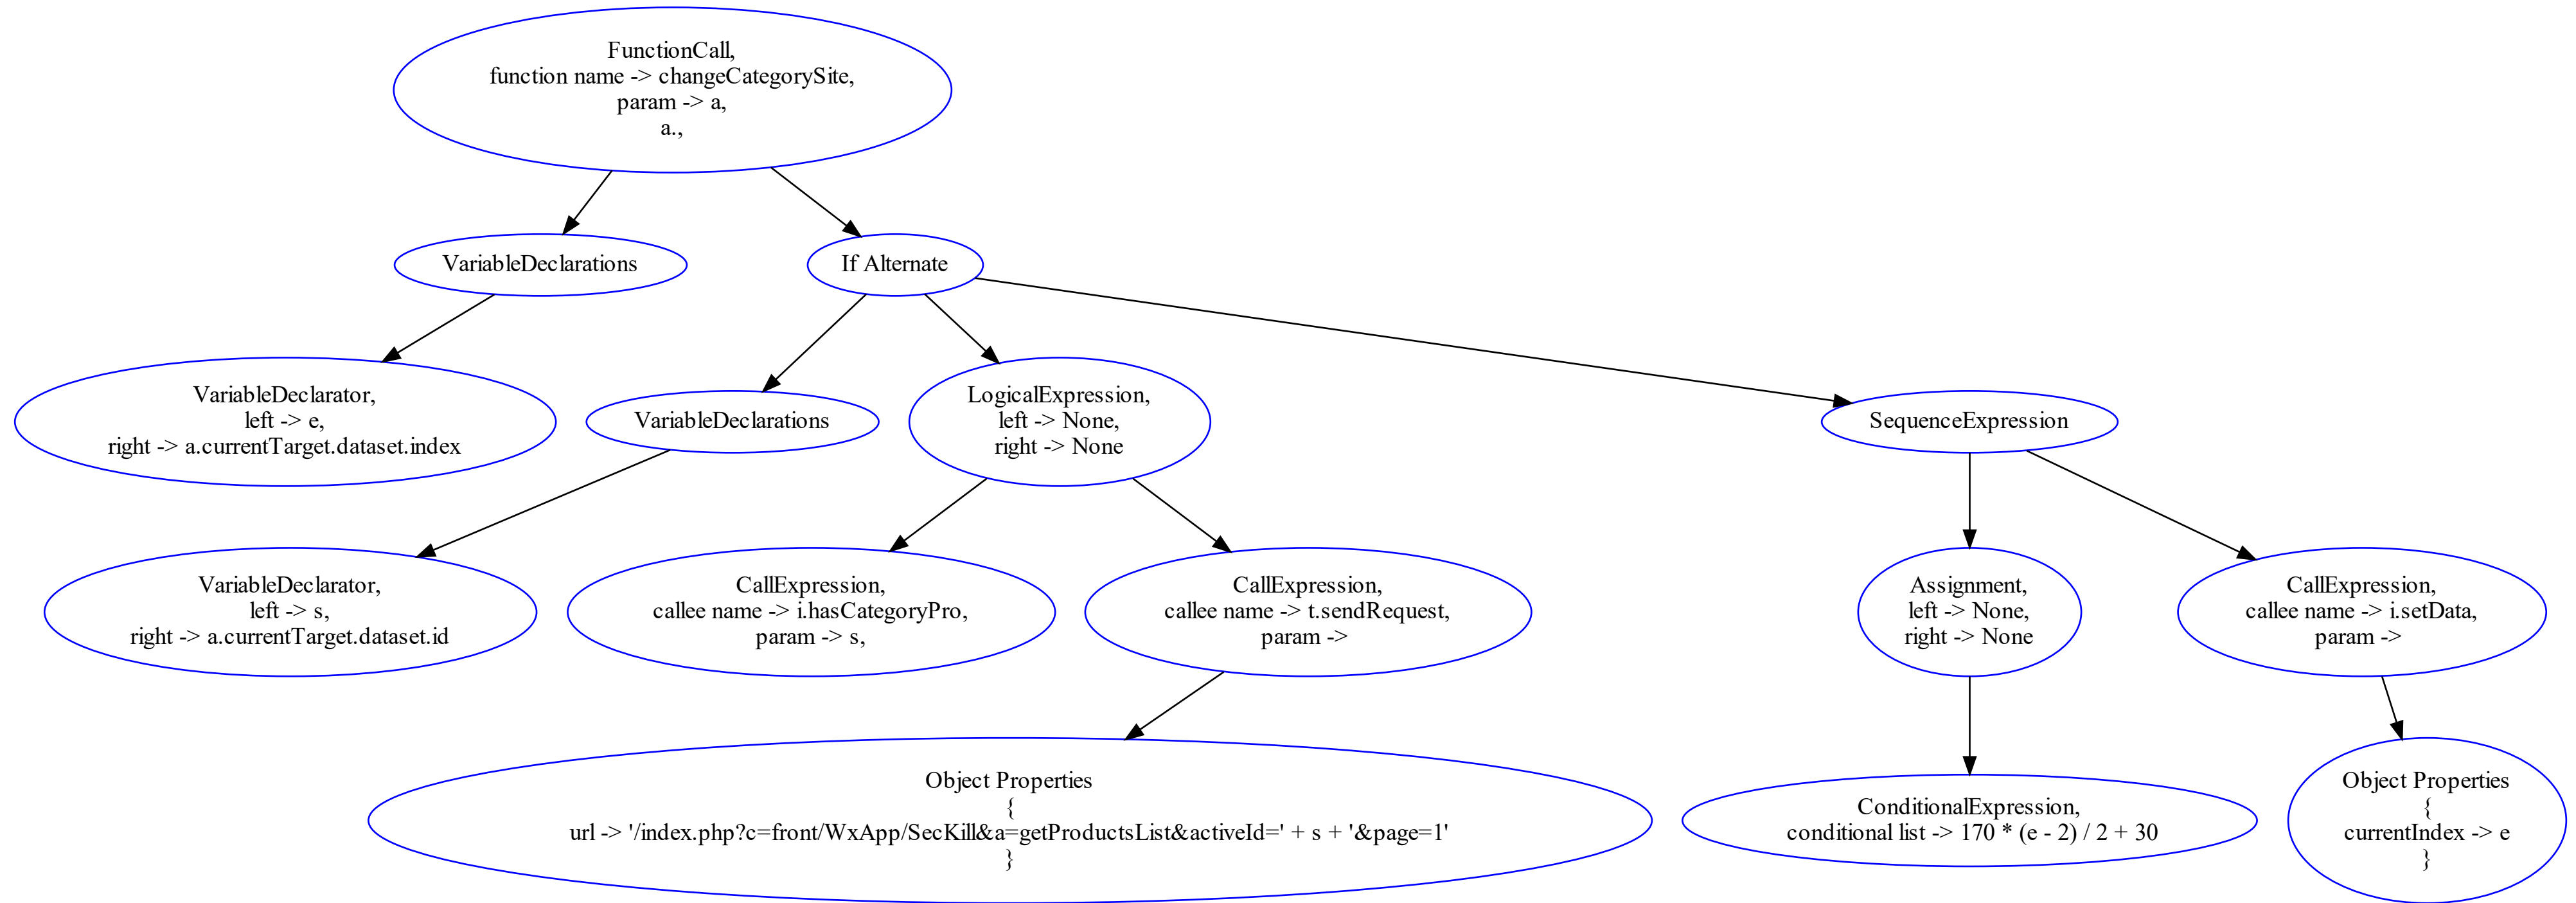 FunctionCall,
function name -> changeCategorySite,
param -> a,
a.,
VariableDeclarations
If Alternate
VariableDeclarator,
left -> e,
right -> a.currentTarget.dataset.index
VariableDeclarations
LogicalExpression,
left -> None,
right -> None
SequenceExpression
VariableDeclarator,
left -> s,
right -> a.currentTarget.dataset.id
CallExpression,
callee name -> i.hasCategoryPro,
param -> s,
CallExpression,
callee name -> t.sendRequest,
param ->
Assignment,
left -> None,
right -> None
CallExpression,
callee name -> i.setData,
param ->
Object Properties
{
url -> '/index.php?c=front/WxApp/SecKill&a=getProductsList&activeId=' + s + '&page=1'
}
ConditionalExpression,
conditional list -> 170 * (e - 2) / 2 + 30
Object Properties
{
currentIndex -> e
}